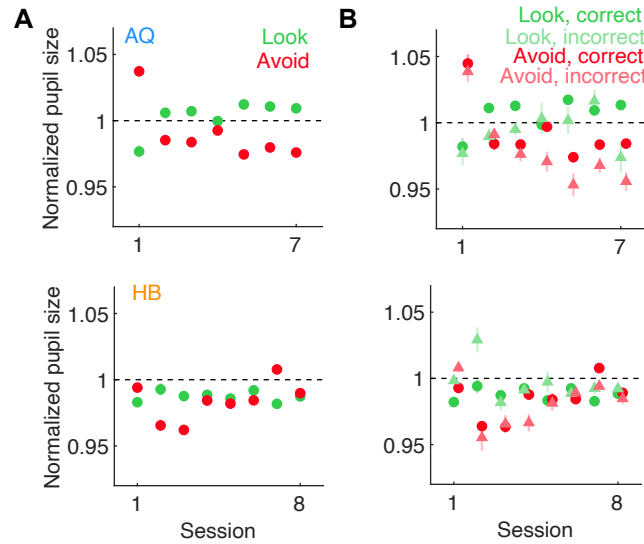 A
B
AQ
Look
Avoid
Look, correct
Look, incorrect
Avoid, correct
Avoid, incorrect
Normalized pupil size
1.05
1
0.95
1
7
1.05
1
0.95
1
7
HB
Normalized pupil size
1.05
1
0.95
1
8
Session
1.05
1
0.95
1
8
Session